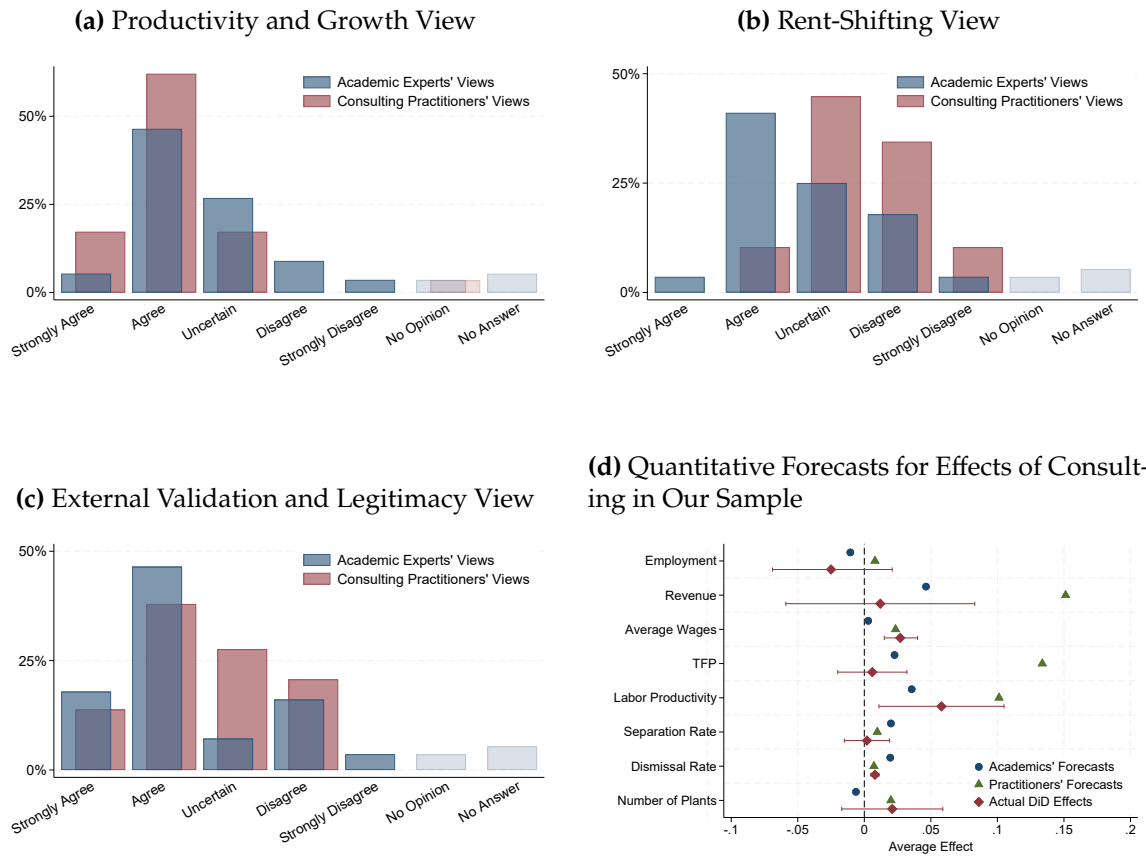 (a) Productivity and Growth View
Academic Experts' Views
Consulting Practitioners' Views
50%
25%
0%
Strongly Agree
Agree
Uncertain
Disagree
Strongly Disagree
No Opinion
No Answer
(b) Rent-Shifting View
Academic Experts' Views
Consulting Practitioners' Views
50%
25%
0%
Strongly Agree
Agree
Uncertain
Disagree
Strongly Disagree
No Opinion
No Answer
(c) External Validation and Legitimacy View
Academic Experts' Views
Consulting Practitioners' Views
50%
25%
0%
Strongly Agree
Agree
Uncertain
Disagree
Strongly Disagree
No Opinion
No Answer
(d) Quantitative Forecasts for Effects of Consult-
ing in Our Sample
Employment
Revenue
Average Wages
TFP
Labor Productivity
Separation Rate
Dismissal Rate
Number of Plants
Academics' Forecasts
Practitioners' Forecasts
Actual DiD Effects
-.1
-.05
0
.05
.1
.15
.2
Average Effect